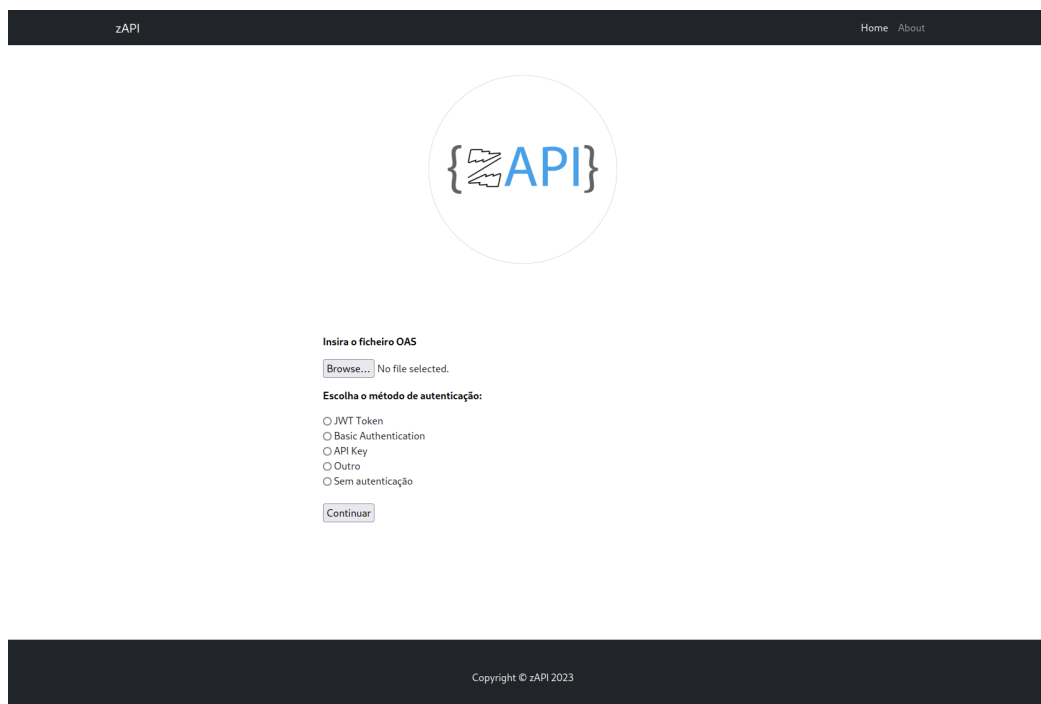 zAPI
Home About
{zAPI}
Insira o ficheiro OAS
Browse... No file selected.
Escolha o método de autenticação:
JWT Token
Basic Authentication
API Key
Outro
Sem autenticação
Continuar
Copyright © zAPI 2023